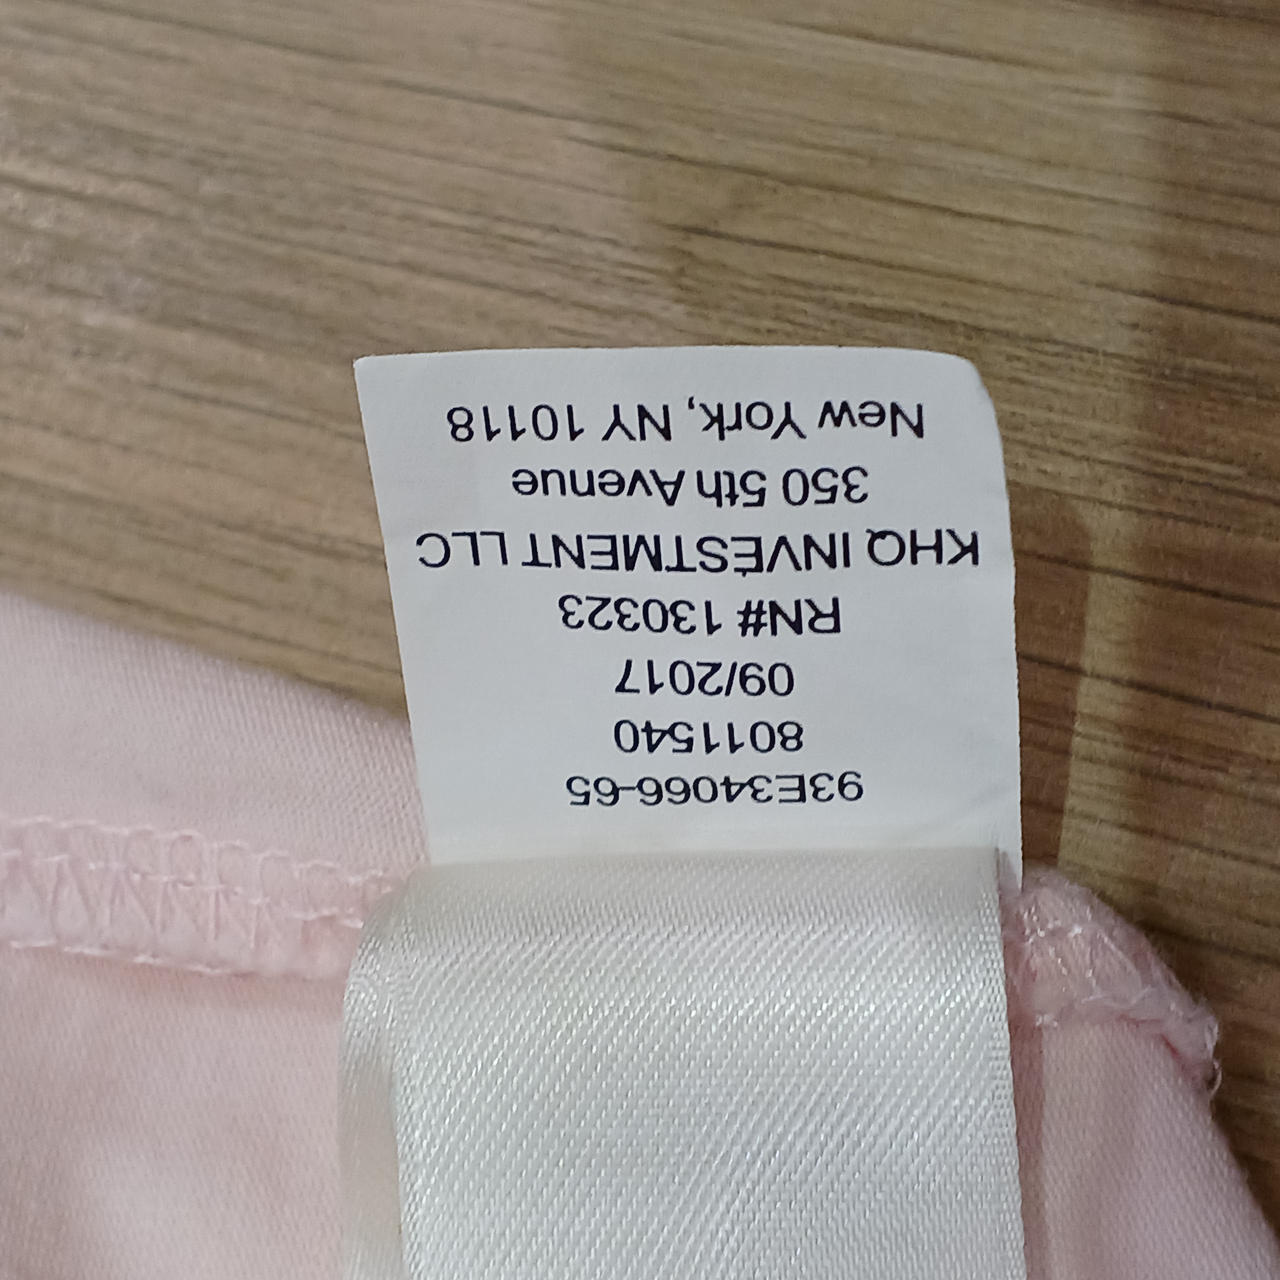 93E34066-65
8011540
09/2017
RN# 130323
KHQ INVESTMENT LLC
350 5th Avenue
New York, NY 10118